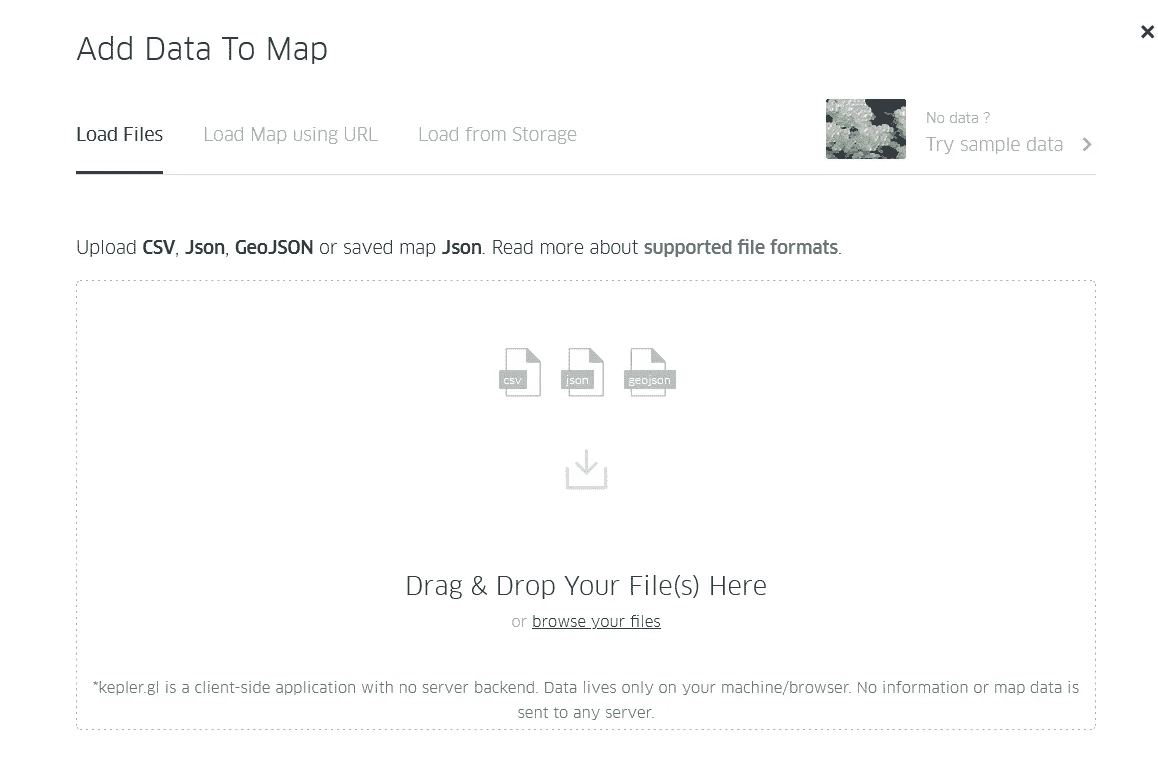 Add Data To Map
Load Files
Load Map using URL
Load from Storage
No data ?
Try sample data
Upload CSV, Json, GeoJSON or saved map Json. Read more about supported file formats.
csv
json
geojson
Drag & Drop Your File(s) Here
or browse your files
*kepler.gl is a client-side application with no server backend. Data lives only on your machine/browser. No information or map data is
sent to any server.